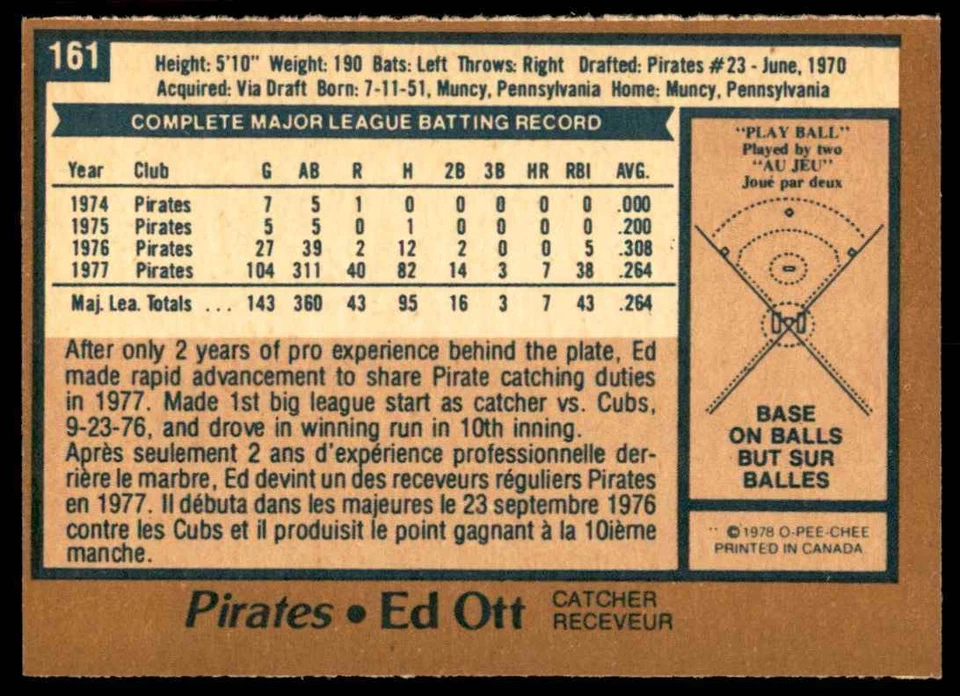 161
Height: 5'10" Weight: 190 Bats: Left Throws: Right Drafted: Pirates #23 - June, 1970
Acquired: Via Draft Born: 7-11-51, Muncy, Pennsylvania Home: Muncy, Pennsylvania
COMPLETE MAJOR LEAGUE BATTING RECORD
Year Club G AB R H 2B 3B HR RBI AVG.
1974 Pirates 7 5 1 0 0 0 0 0 .000
1975 Pirates 5 5 0 1 0 0 0 0 .200
1976 Pirates 27 39 2 12 2 0 0 5 .308
1977 Pirates 104 311 40 82 14 3 7 38 .264
Maj. Lea. Totals ... 143 360 43 95 16 3 7 43 .264
After only 2 years of pro experience behind the plate, Ed
made rapid advancement to share Pirate catching duties
in 1977. Made 1st big league start as catcher vs. Cubs,
9-23-76, and drove in winning run in 10th inning.
Après seulement 2 ans d'expérience professionnelle der-
rière le marbre, Ed devint un des receveurs réguliers Pirates
en 1977. Il débuta dans les majeures le 23 septembre 1976
contre les Cubs et il produisit le point gagnant à la 10ième
manche.
"PLAY BALL"
Played by two
"AU JEU"
Joué par deux
BASE
ON BALLS
BUT SUR
BALLES
©1978 O-PEE-CHEE
PRINTED IN CANADA
Pirates • Ed Ott
CATCHER
RECEVEUR